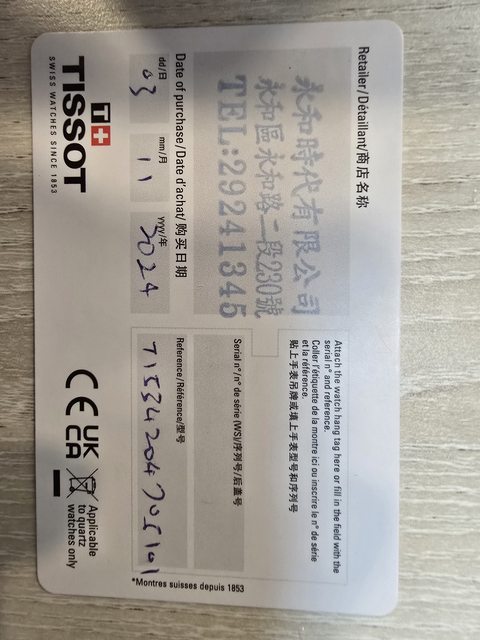 Retailer/Détaillant/商店名称
永和時代有限公司
永和區永和路二段230號
TEL:29241345
Date of purchase/Date d'achat/购买日期
dd/日 mm/月 yyyy/年
03 11 2024
T+
TISSOT
SWISS WATCHES SINCE 1853
Attach the watch hang tag here or fill in the field with the
serial n° and reference.
Coller l'étiquette de la montre ici ou inscrire le n° de série
et la référence.
贴上手表吊牌或填上手表型号和序列号
Serial n°/n° de série (WS)/序列号/后盖号
Reference/Référence/型号
T1534204705101
CE UK
CA
Applicable
to quartz
watches only
*Montres suisses depuis 1853